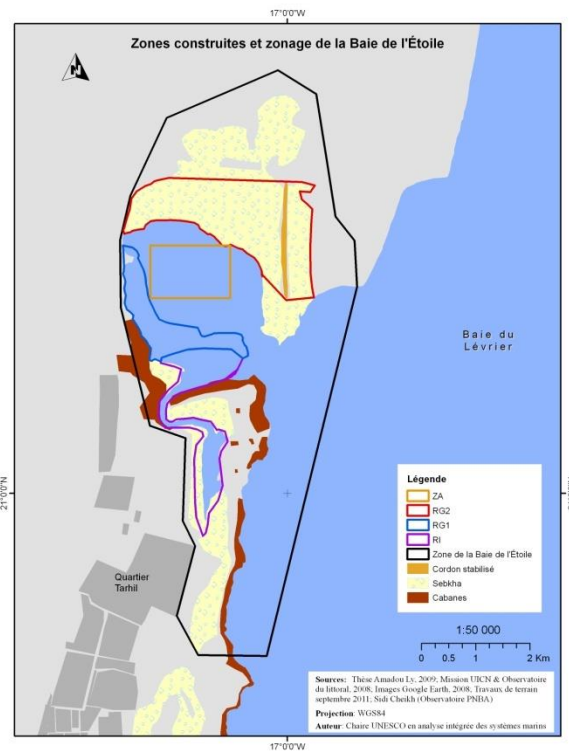 17°0'0"W
Zones construites et zonage de la Baie de l'Étoile
N
Baie du
Lévrier
21°0'0"N
Légende
ZA
RG2
RG1
RI
Zone de la Baie de l'Étoile
Cordon stabilisé
Sebkha
Cabanes
Quartier
Tarhil
1:50 000
0 0.5 1 2 Km
Sources: Thèse Amadou Ly, 2009; Mission UICN & Observatoire
du littoral, 2008; Images Google Earth, 2008; Travaux de terrain
septembre 2011; Sidi Cheikh (Observatoire PNBA)
Projection: WGS84
Auteur: Chaire UNESCO en analyse intégrée des systèmes marins
17°0'0"W